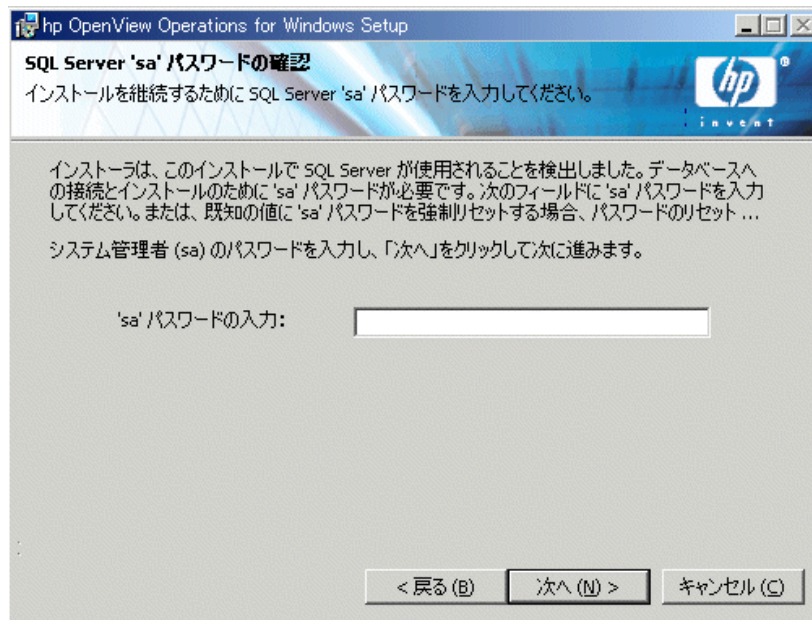 hp OpenView Operations for Windows Setup
SQL Server 'sa' パスワードの確認
インストールを継続するために SQL Server 'sa' パスワードを入力してください。
hp
®
invent
インストーラは、このインストールで SQL Server が使用されることを検出しました。データベースへ
の接続とインストールのために 'sa' パスワードが必要です。次のフィールドに 'sa' パスワードを入力
してください。または、既知の値に 'sa' パスワードを強制リセットする場合、パスワードのリセット ...
システム管理者 (sa) のパスワードを入力し、「次へ」をクリックして次に進みます。
'sa' パスワードの入力:
< 戻る (B)
次へ (N) >
キャンセル (C)